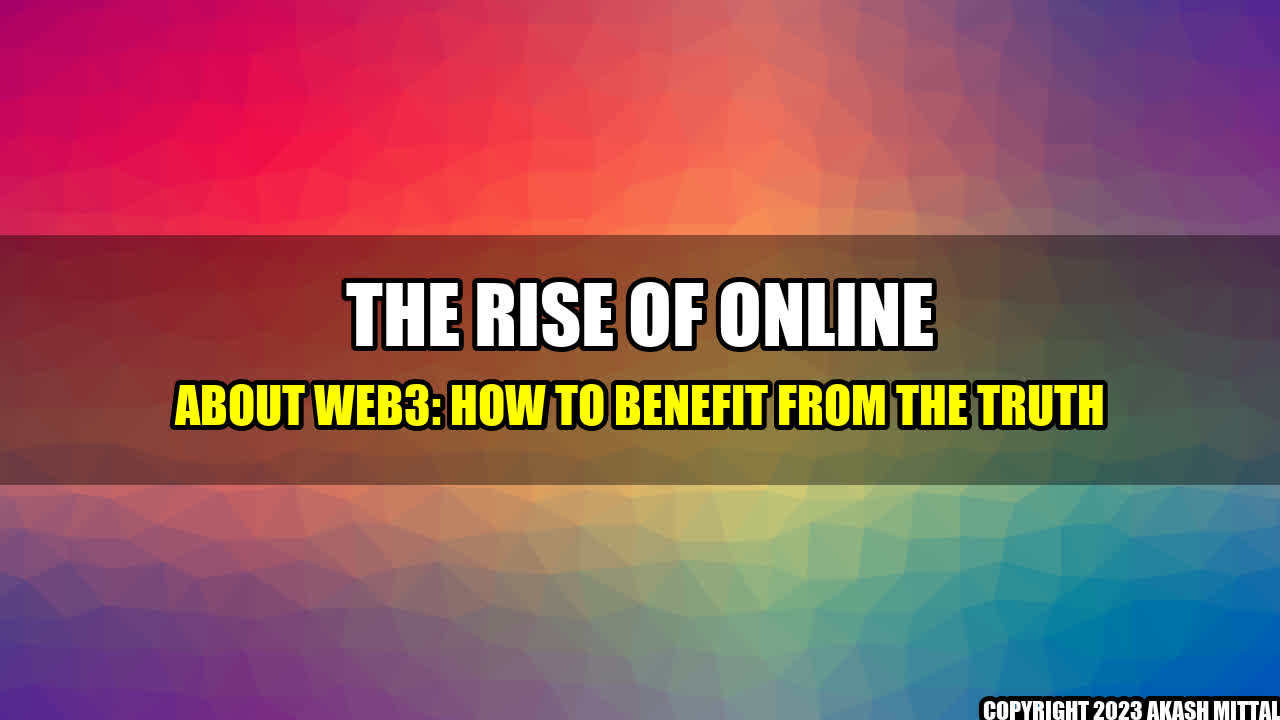 THE RISE OF ONLINE
ABOUT WEB3: HOW TO BENEFIT FROM THE TRUTH
COPYRIGHT 2023 AKASH MITTAL